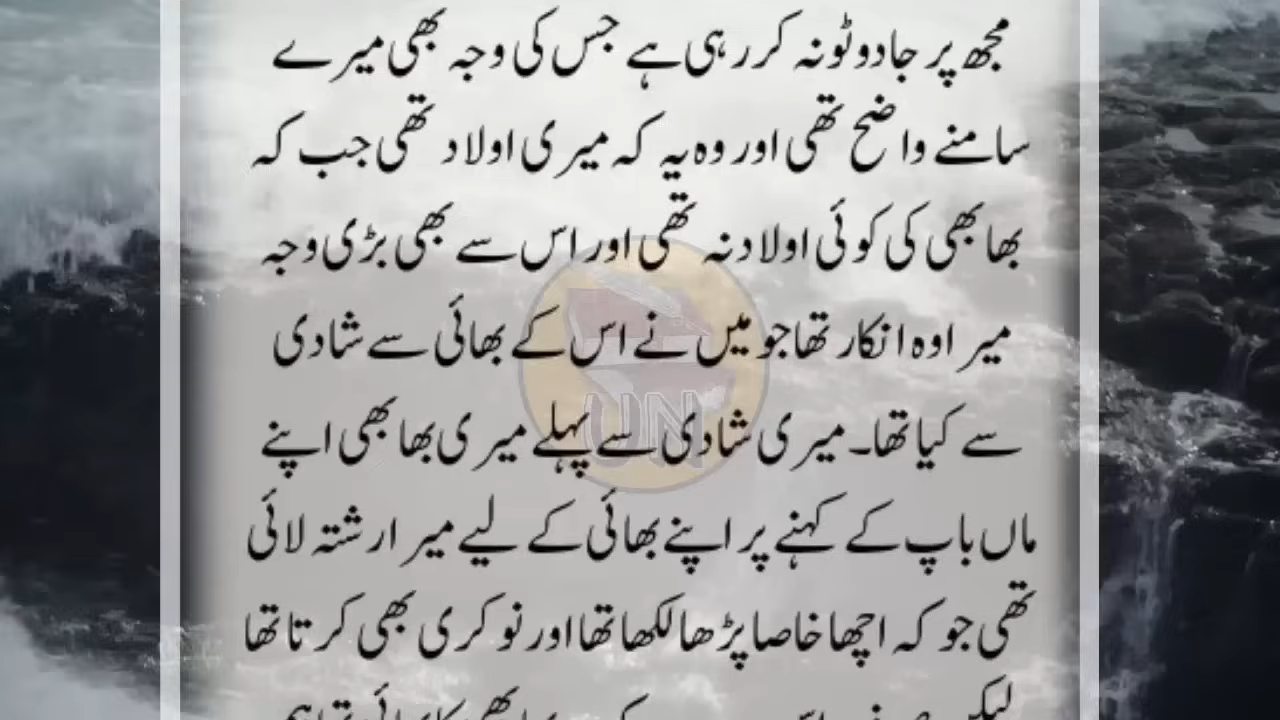 مجھ پر جادو ٹونہ کر رہی ہے جس کی وجہ بھی میرے
سامنے واضح تھی اور وہ یہ کہ میری اولاد تھی جب کہ
بھابھی کی کوئی اولاد نہ تھی اور اس سے بھی بڑی وجہ
میرا وہ انکار تھا جو میں نے اس کے بھائی سے شادی
سے کیا تھا۔ میری شادی سے پہلے میری بھابھی اپنے
ماں باپ کے کہنے پر اپنے بھائی کے لیے میرا رشتہ لائی
تھی جو کہ اچھا خاصا پڑھا لکھا تھا اور نوکری بھی کرتا تھا
لیکن
UN